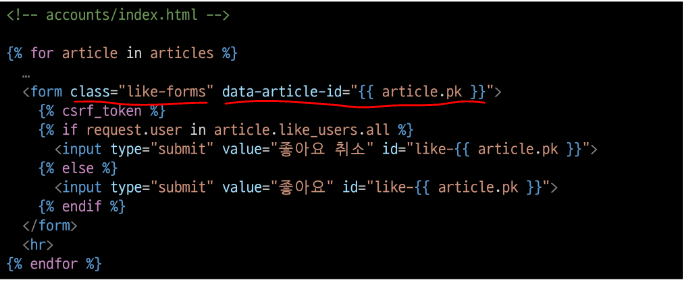 <!-- accounts/index.html -->
{% for article in articles %}
…
<form class="like-forms" data-article-id="{{ article.pk }}">
{% csrf_token %}
{% if request.user in article.like_users.all %}
<input type="submit" value="좋아요 취소" id="like-{{ article.pk }}">
{% else %}
<input type="submit" value="좋아요" id="like-{{ article.pk }}">
{% endif %}
</form>
<hr>
{% endfor %}